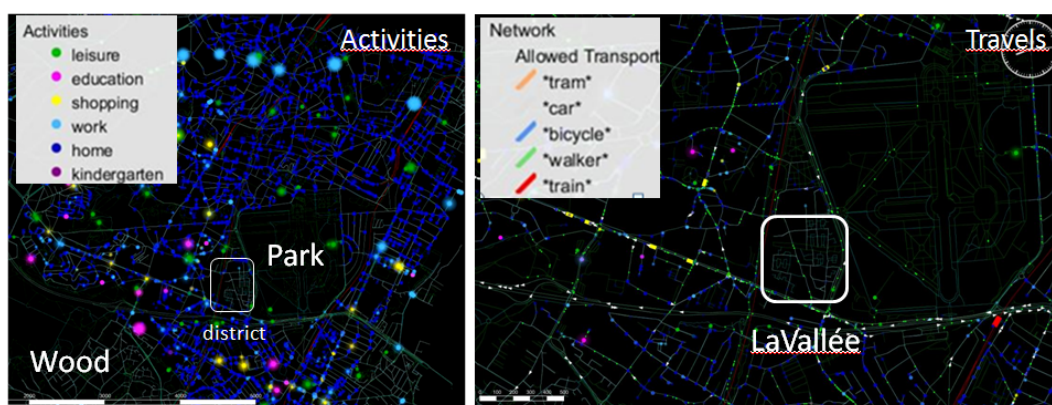 Activities
leisure
education
shopping
work
home
kindergarten
Activities
Park
district
Wood
Network
Allowed Transport
*tram*
*car*
*bicycle*
*walker*
*train*
Travels
LaVallée